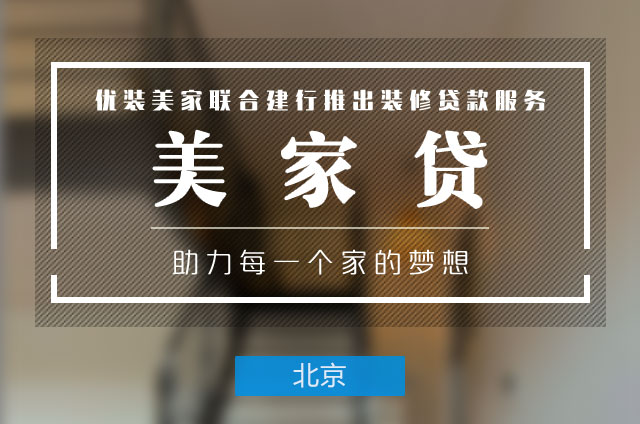 优装美家联合建行推出装修贷款服务
美家贷
助力每一个家的梦想
北京